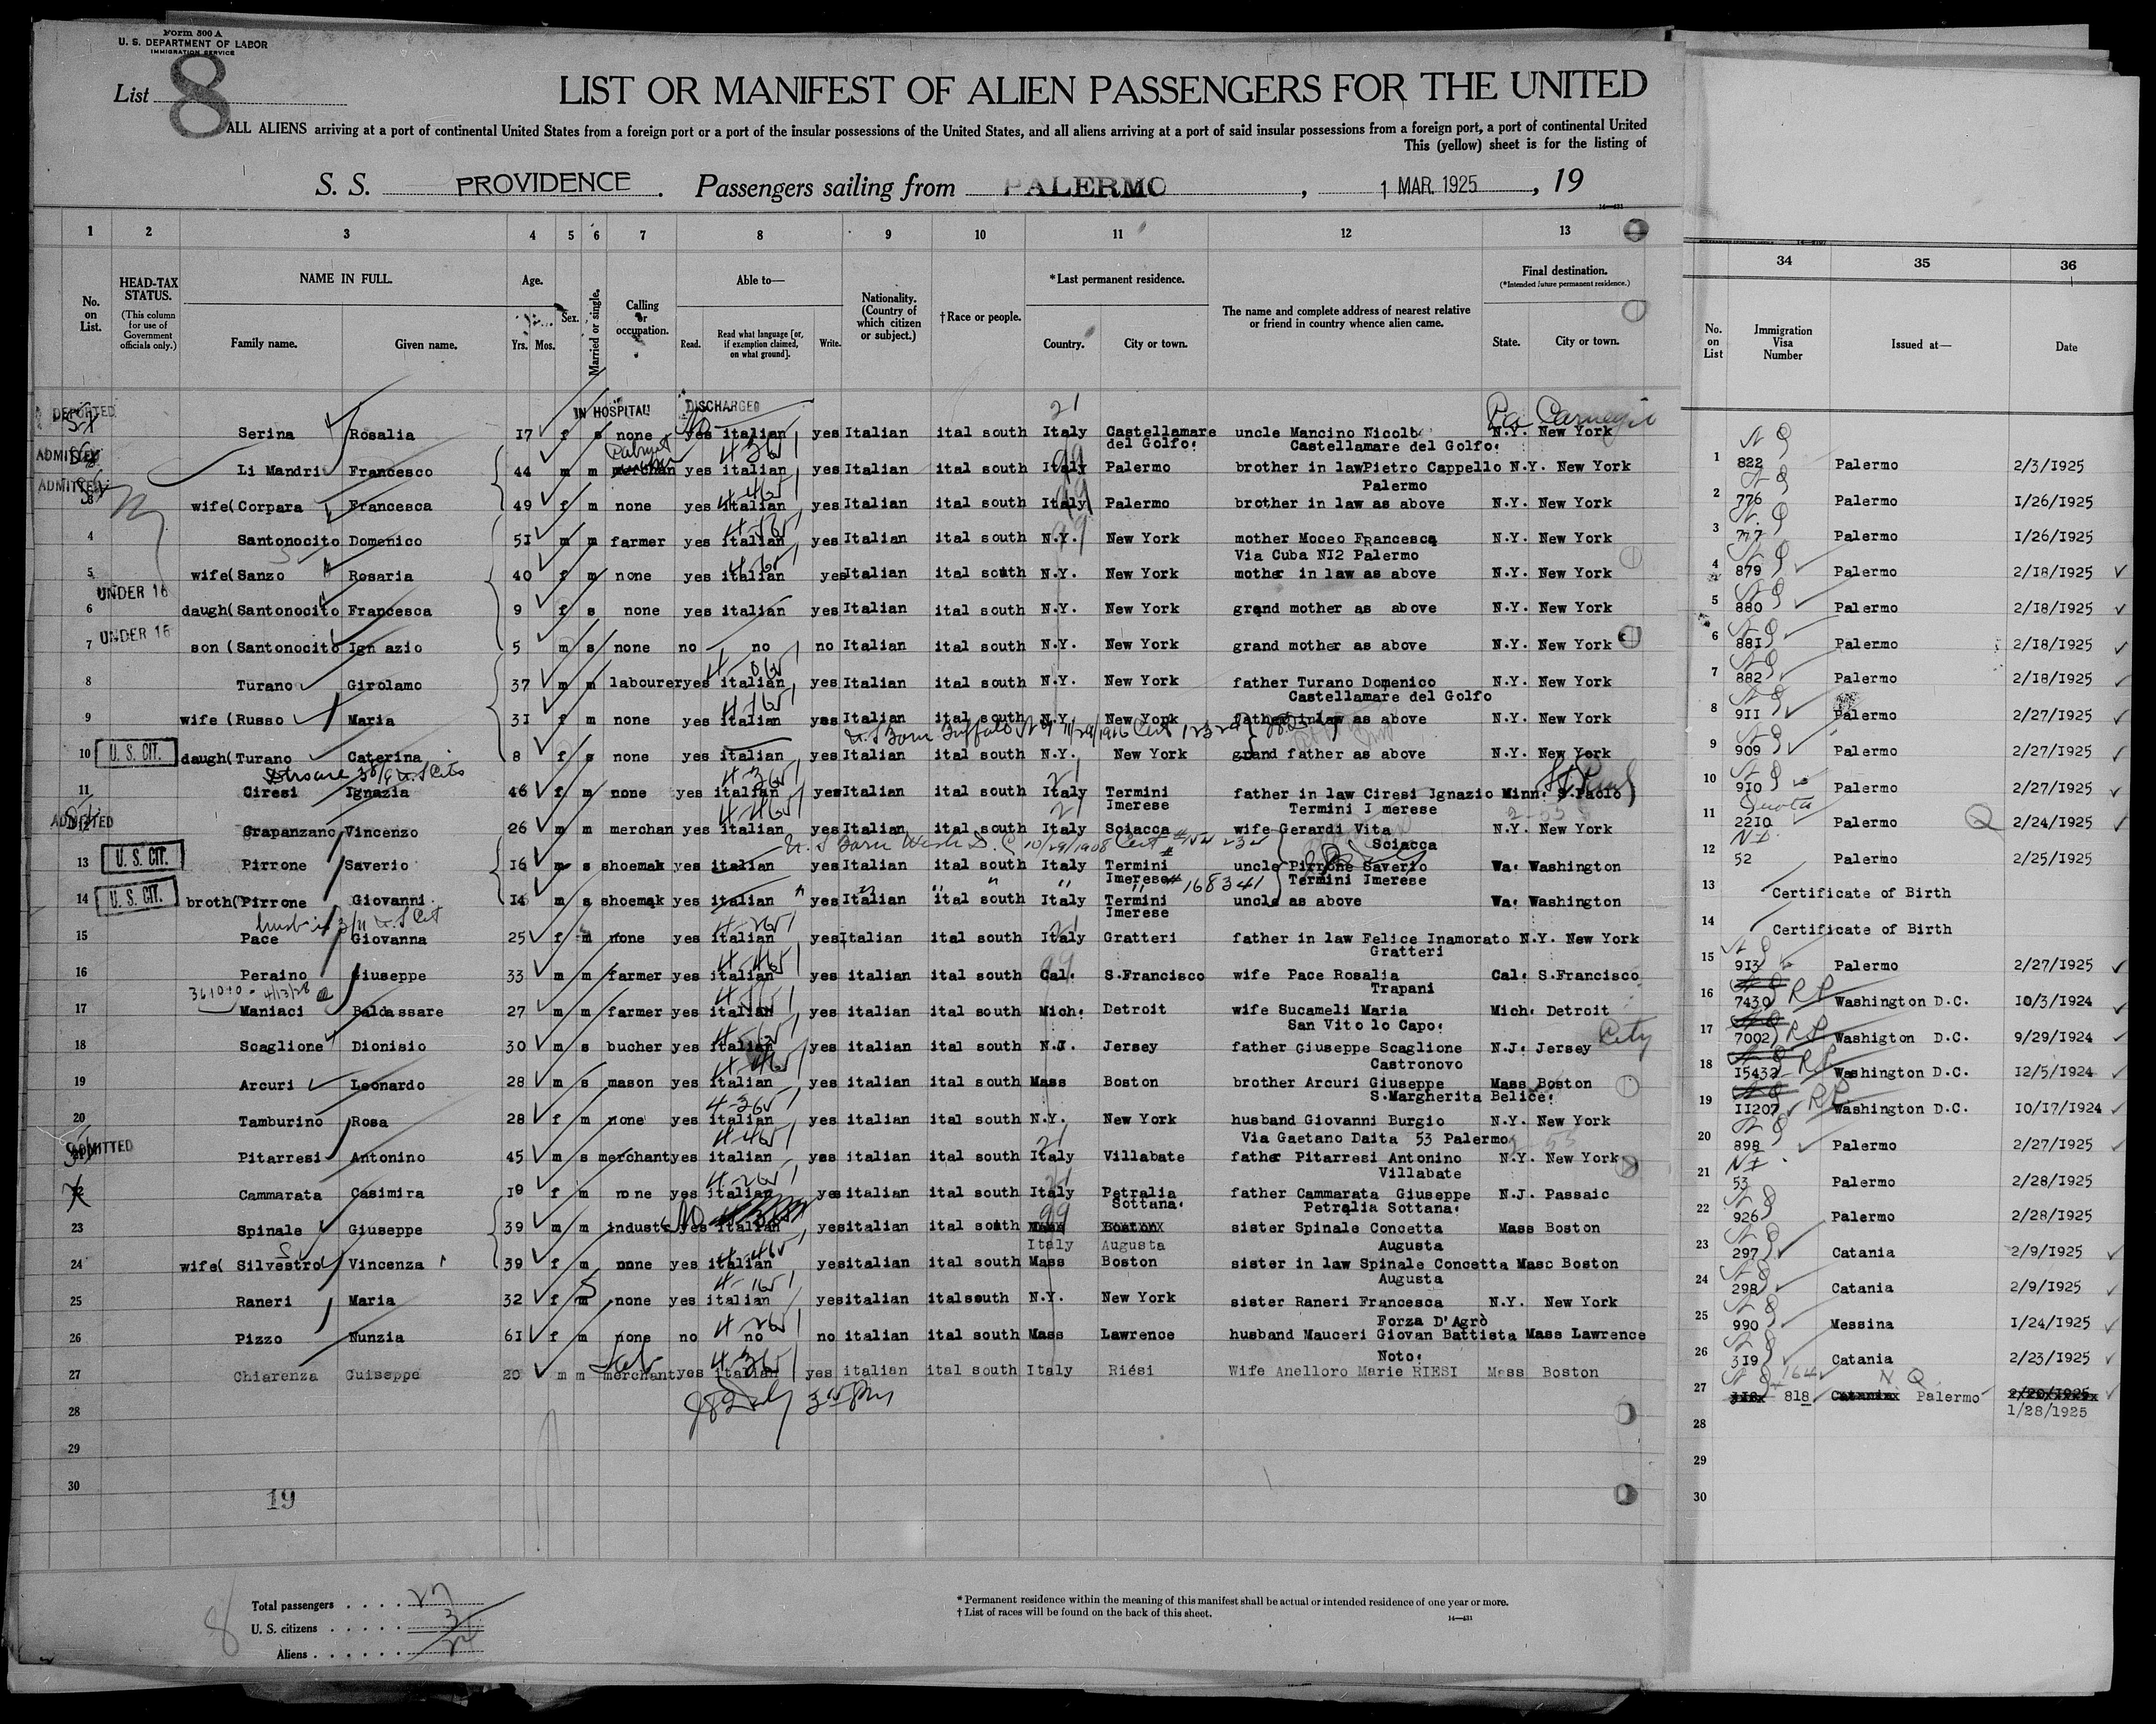 Form 500 A
U. S. DEPARTMENT OF LABOR
IMMIGRATION SERVICE
List 8
LIST OR MANIFEST OF ALIEN PASSENGERS FOR THE UNITED
ALL ALIENS arriving at a port of continental United States from a foreign port or a port of the insular possessions of the United States, and all aliens arriving at a port of said insular possessions from a foreign port, a port of continental United
This (yellow) sheet is for the listing of
S. S. PROVIDENCE. Passengers sailing from PALERMO, 1 MAR. 1925, 19
14—431
1 2 3 4 5 6 7 8 9 10 11 12 13
34 35 36
No. on List.
HEAD-TAX STATUS.
(This column for use of Government officials only.)
NAME IN FULL.
Family name. Given name.
Age.
Yrs. Mos.
Sex.
Married or single.
Calling or occupation.
Able to—
Read. Read what language [or, if exemption claimed, on what ground]. Write.
Nationality. (Country of which citizen or subject.)
†Race or people.
*Last permanent residence.
Country. City or town.
The name and complete address of nearest relative or friend in country whence alien came.
Final destination.
(*Intended future permanent residence.)
State. City or town.
No. on List
Immigration Visa Number
Issued at—
Date
DEPORTED IN HOSPITAL DISCHARGED 21 Pa Carnegie
Serina Rosalia 17 f s none yes italian yes Italian ital south Italy Castellamare del Golfo. uncle Mancino Nicolo N.Y. New York
Castellamare del Golfo.
ADMITTED Li Mandri Francesco 44 m m merchan yes italian yes Italian ital south Italy Palermo brother in law Pietro Cappello N.Y. New York
Palermo
ADMITTED 3 wife( Corpara Francesca 49 f m none yes italian yes Italian ital south Italy Palermo brother in law as above N.Y. New York
4 Santonocito Domenico 51 m m farmer yes italian yes Italian ital south N.Y. New York mother Moceo Francesca N.Y. New York
Via Cuba N12 Palermo
5 wife( Sanzo Rosaria 40 f m none yes italian yes Italian ital south N.Y. New York mother in law as above N.Y. New York
UNDER 16
6 daugh( Santonocito Francesca 9 f s none yes italian yes Italian ital south N.Y. New York grand mother as above N.Y. New York
UNDER 16
7 son ( Santonocito Ign azio 5 m s none no no no Italian ital south N.Y. New York grand mother as above N.Y. New York
8 Turano Girolamo 37 m m labourer yes italian yes Italian ital south N.Y. New York father Turano Domenico N.Y. New York
Castellamare del Golfo
9 wife ( Russo Maria 31 f m none yes italian yes Italian ital south N.Y. New York father in law as above N.Y. New York
U.S Born Buffalo N Y 11/29/1916 Cert
10 U. S. CIT. daugh( Turano Caterina 8 f s none yes italian yes Italian ital south N.Y. New York grand father as above N.Y. New York
11 Ciresi Ignazia 46 f m none yes italian yes Italian ital south Italy Termini Imerese father in law Ciresi Ignazio Minn. S.Paolo
Termini I merese
ADMITTED Grapanzano Vincenzo 26 m m merchan yes italian yes Italian ital south Italy Sciacca wife Gerardi Vita N.Y. New York
Sciacca
U.S Born Wash D. C 10/29/1908 Cert
13 U. S. CIT. Pirrone Saverio 16 m s shoemak yes italian yes Italian ital south Italy Termini Imerese uncle Pirrone Saverio Wa. Washington
# 168341 Termini Imerese
14 U. S. CIT. broth( Pirrone Giovanni 14 m s shoemak yes italian yes Italian ital south Italy Termini Imerese uncle as above Wa. Washington
15 Pace Giovanna 25 f m none yes italian yes italian ital south Italy Gratteri father in law Felice Inamorato N.Y. New York
Gratteri
16 Peraino Giuseppe 33 m m farmer yes italian yes italian ital south Cal. S.Francisco wife Pace Rosalia Cal. S.Francisco
Trapani
361010 - 4/13/28
17 Maniaci Baldassare 27 m m farmer yes italian yes italian ital south Mich. Detroit wife Sucameli Maria Mich. Detroit
San Vito lo Capo.
18 Scaglione Dionisio 30 m s bucher yes italian yes italian ital south N.J. Jersey father Giuseppe Scaglione N.J. Jersey City
Castronovo
19 Arcuri Leonardo 28 m s mason yes italian yes italian ital south Mass Boston brother Arcuri Giuseppe Mass Boston
S.Margherita Belice.
20 Tamburino Rosa 28 f m none yes italian yes italian ital south N.Y. New York husband Giovanni Burgio N.Y. New York
Via Gaetano Daita 53 Palermo
ADMITTED Pitarresi Antonino 45 m s merchant yes italian yes italian ital south Italy Villabate father Pitarresi Antonino N.Y. New York
Villabate
Cammarata Casimira 19 f m none yes italian yes italian ital south Italy Petralia Sottana. father Cammarata Giuseppe N.J. Passaic
Petralia Sottana.
23 Spinale Giuseppe 39 m m industr yes italian yes italian ital south Mass Boston sister Spinale Concetta Mass Boston
Italy Augusta Augusta
24 wife( Silvestro Vincenza 39 f m none yes italian yes italian ital south Mass Boston sister in law Spinale Concetta Mass Boston
Augusta
25 Raneri Maria 32 f m none yes italian yes italian ital south N.Y. New York sister Raneri Francesca N.Y. New York
Forza D'Agrò
26 Pizzo Nunzia 61 f m none no no no italian ital south Mass Lawrence husband Mauceri Giovan Battista Mass Lawrence
Noto.
27 Chiarenza Guiseppe 20 m m merchant yes italian yes italian ital south Italy Riési Wife Anelloro Marie RIESI Mass Boston
28
29
30
19
1 822 Palermo 2/3/1925
2 776 Palermo 1/26/1925
3 777 Palermo 1/26/1925
4 879 Palermo 2/18/1925
5 880 Palermo 2/18/1925
6 881 Palermo 2/18/1925
7 882 Palermo 2/18/1925
8 911 Palermo 2/27/1925
9 909 Palermo 2/27/1925
10 910 Palermo 2/27/1925
11 Quota 2210 Palermo Q 2/24/1925
12 52 Palermo 2/25/1925
13 Certificate of Birth
14 Certificate of Birth
15 913 Palermo 2/27/1925
16 7430 RP Washington D.C. 10/3/1924
17 7002 RP Washigton D.C. 9/29/1924
18 15432 RP Washington D.C. 12/5/1924
19 11207 RP Washington D.C. 10/17/1924
20 898 Palermo 2/27/1925
21 53 Palermo 2/28/1925
22 926 Palermo 2/28/1925
23 297 Catania 2/9/1925
24 298 Catania 2/9/1925
25 990 Messina 1/24/1925
26 319 Catania 2/23/1925
27 818 Palermo 1/28/1925
28
29
30
Total passengers . . . . 27
U. S. citizens . . . . . 3
Aliens . . . . . .
8
* Permanent residence within the meaning of this manifest shall be actual or intended residence of one year or more.
† List of races will be found on the back of this sheet.
14—431